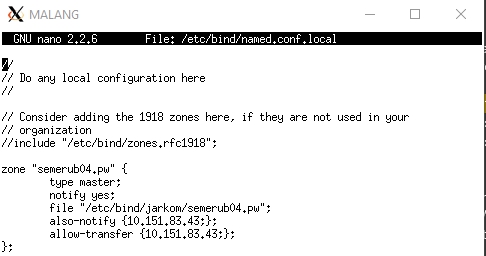 MALANG
GNU nano 2.2.6 File: /etc/bind/named.conf.local
//
// Do any local configuration here
//
// Consider adding the 1918 zones here, if they are not used in your
// organization
//include "/etc/bind/zones.rfc1918";
zone "semerub04.pw" {
type master;
notify yes;
file "/etc/bind/jarkom/semerub04.pw";
also-notify {10.151.83.43;};
allow-transfer {10.151.83.43;};
};